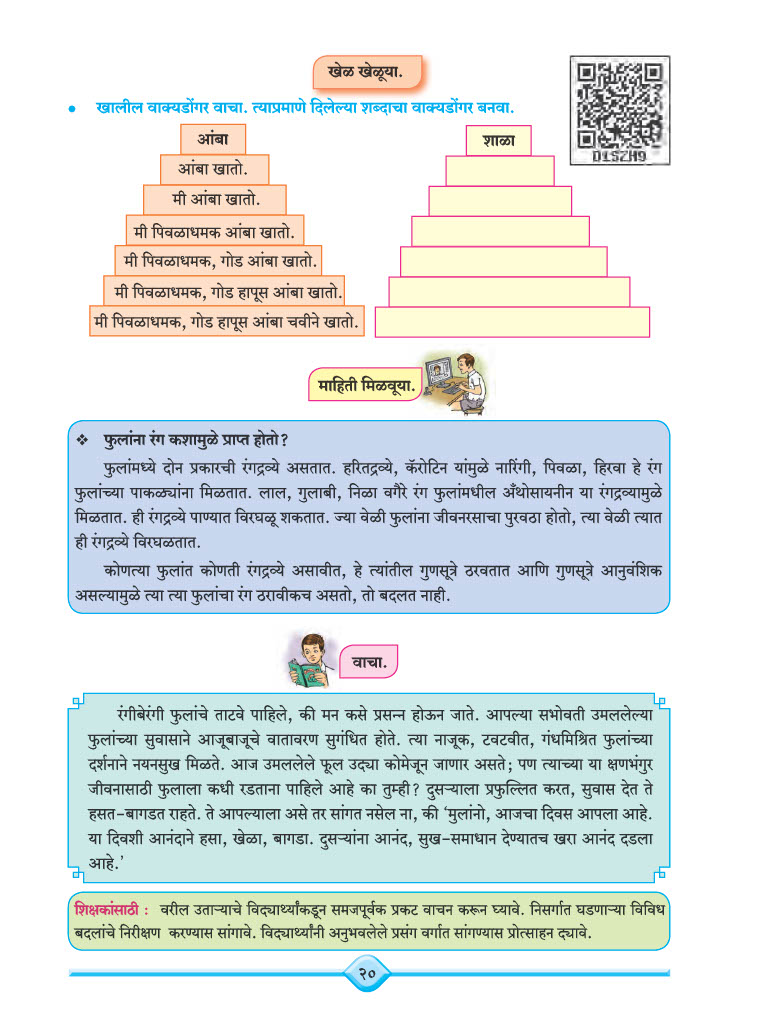 खेळ खेळूया.
D1SZH9
• खालील वाक्यडोंगर वाचा. त्याप्रमाणे दिलेल्या शब्दाचा वाक्यडोंगर बनवा.
आंबा
आंबा खातो.
मी आंबा खातो.
मी पिवळाधमक आंबा खातो.
मी पिवळाधमक, गोड आंबा खातो.
मी पिवळाधमक, गोड हापूस आंबा खातो.
मी पिवळाधमक, गोड हापूस आंबा चवीने खातो.
शाळा
माहिती मिळवूया.
❖ फुलांना रंग कशामुळे प्राप्त होतो?
फुलांमध्ये दोन प्रकारची रंगद्रव्ये असतात. हरितद्रव्ये, कॅरोटिन यांमुळे नारिंगी, पिवळा, हिरवा हे रंग
फुलांच्या पाकळ्यांना मिळतात. लाल, गुलाबी, निळा वगैरे रंग फुलांमधील अँथोसायनीन या रंगद्रव्यामुळे
मिळतात. ही रंगद्रव्ये पाण्यात विरघळू शकतात. ज्या वेळी फुलांना जीवनरसाचा पुरवठा होतो, त्या वेळी त्यात
ही रंगद्रव्ये विरघळतात.
कोणत्या फुलांत कोणती रंगद्रव्ये असावीत, हे त्यांतील गुणसूत्रे ठरवतात आणि गुणसूत्रे आनुवंशिक
असल्यामुळे त्या त्या फुलांचा रंग ठरावीकच असतो, तो बदलत नाही.
वाचा.
रंगीबेरंगी फुलांचे ताटवे पाहिले, की मन कसे प्रसन्न होऊन जाते. आपल्या सभोवती उमललेल्या
फुलांच्या सुवासाने आजूबाजूचे वातावरण सुगंधित होते. त्या नाजूक, टवटवीत, गंधमिश्रित फुलांच्या
दर्शनाने नयनसुख मिळते. आज उमललेले फूल उद्या कोमेजून जाणार असते; पण त्याच्या या क्षणभंगुर
जीवनासाठी फुलाला कधी रडताना पाहिले आहे का तुम्ही? दुसऱ्याला प्रफुल्लित करत, सुवास देत ते
हसत-बागडत राहते. ते आपल्याला असे तर सांगत नसेल ना, की ‘मुलांनो, आजचा दिवस आपला आहे.
या दिवशी आनंदाने हसा, खेळा, बागडा. दुसऱ्यांना आनंद, सुख-समाधान देण्यातच खरा आनंद दडला
आहे.’
शिक्षकांसाठी : वरील उताऱ्याचे विद्यार्थ्यांकडून समजपूर्वक प्रकट वाचन करून घ्यावे. निसर्गात घडणाऱ्या विविध
बदलांचे निरीक्षण करण्यास सांगावे. विद्यार्थ्यांनी अनुभवलेले प्रसंग वर्गात सांगण्यास प्रोत्साहन द्यावे.
२०